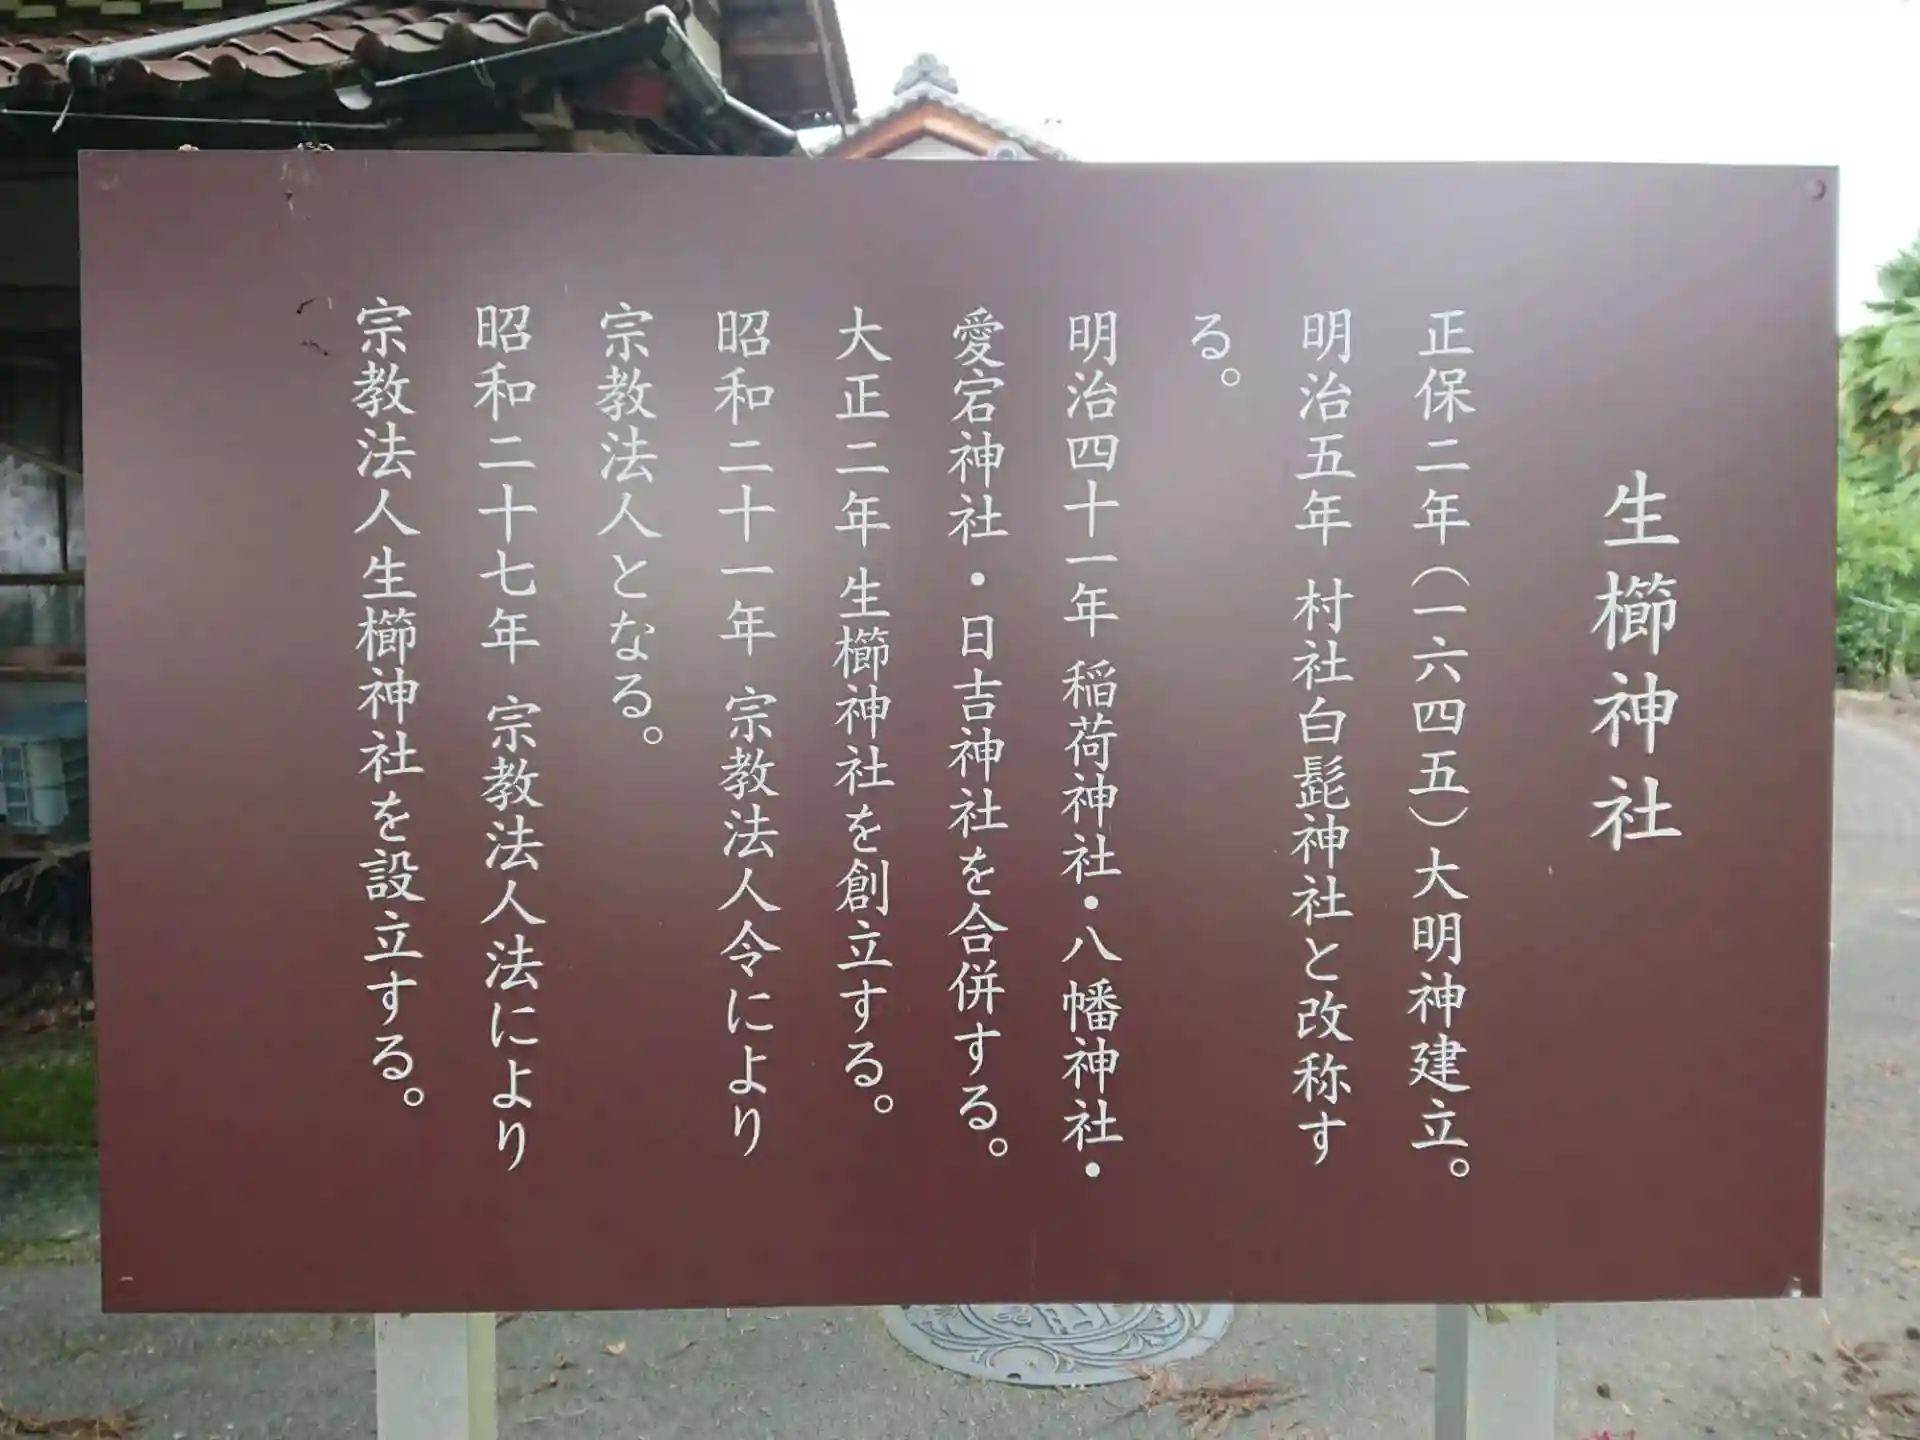 生櫛神社
正保二年（一六四五）大明神建立。
明治五年 村社白髭神社と改称す
る。
明治四十一年 稲荷神社・八幡神社・
愛宕神社・日吉神社を合併する。
大正二年 生櫛神社を創立する。
昭和二十一年 宗教法人令により
宗教法人となる。
昭和二十七年 宗教法人法により
宗教法人生櫛神社を設立する。